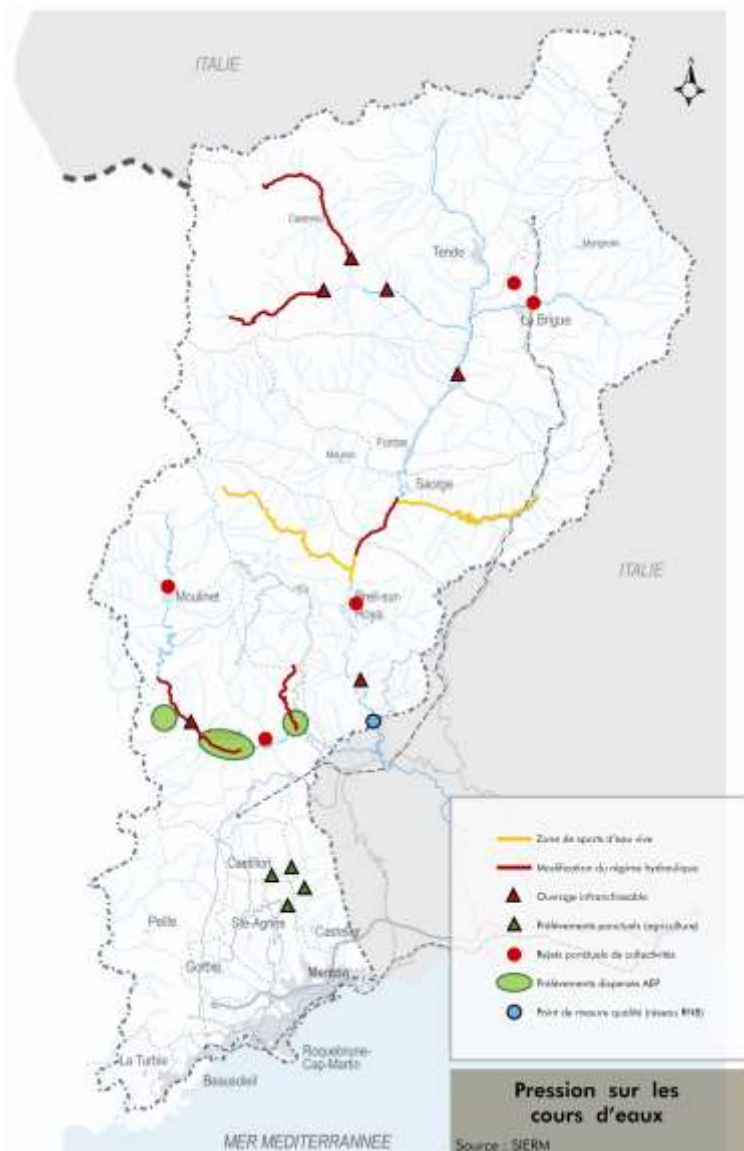 ITALIE
N
Tende
La Brigue
Fontan
Saorge
ITALIE
Moulinet
Breil-sur-
Roya
Castillon
Peille
Ste-Agnès
Castellar
Gorbio
Menton
La Turbie
Roquebrune-
Cap-Martin
Beausoleil
MER MEDITERRANNEE
Zone de sports d'eau vive
Modification du régime hydraulique
Ouvrage infranchissable
Prélèvements ponctuels (agriculture)
Rejets ponctuels de collectivités
Prélèvements dispersés AEP
Point de mesure qualité (réseau RNB)
Pression sur les
cours d'eaux
Source : SIERM